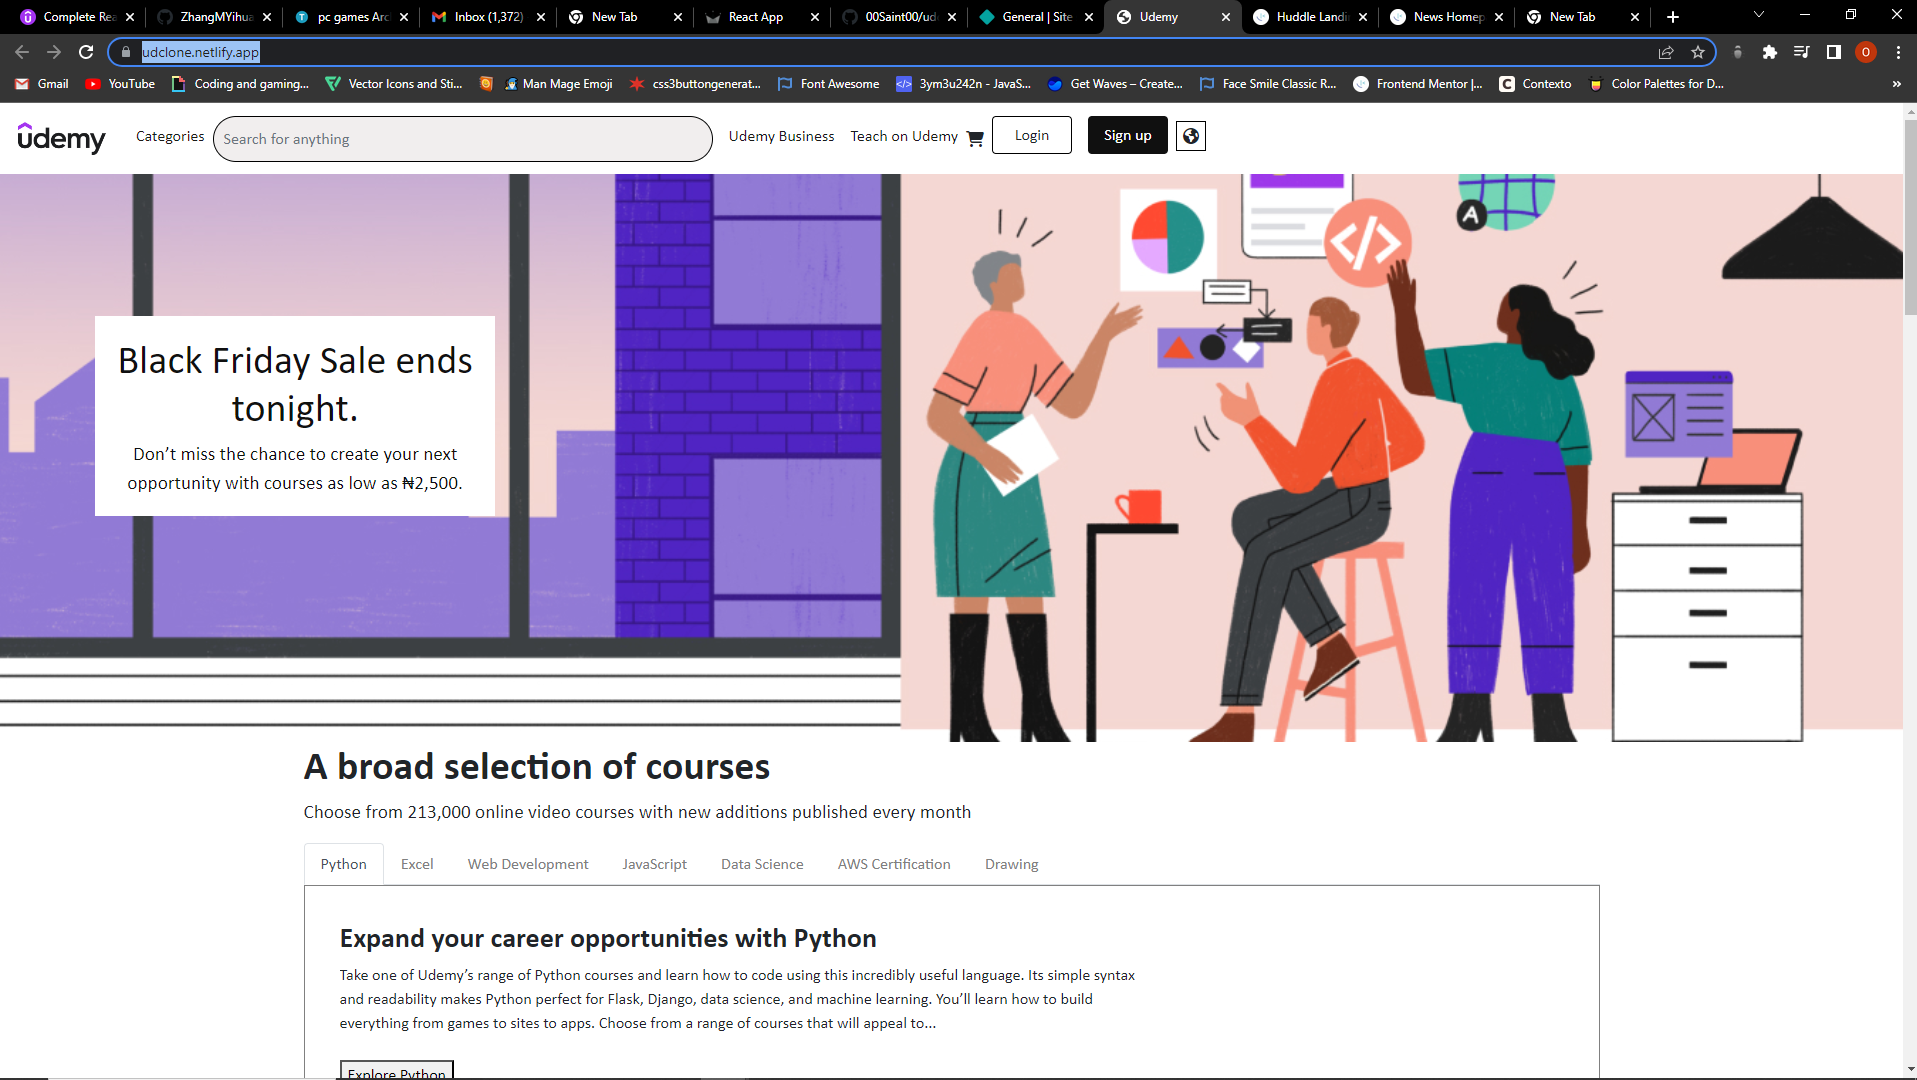 Complete Rea
ZhangMYihua
pc games Arc
Inbox (1,372)
New Tab
React App
00Saint00/ud
General | Site
Udemy
Huddle Landi
News Homep
New Tab
udclone.netlify.app
O
Gmail
YouTube
Coding and gaming...
Vector Icons and Sti...
Man Mage Emoji
css3buttongenerat...
Font Awesome
3ym3u242n - JavaS...
Get Waves – Create...
Face Smile Classic R...
Frontend Mentor |...
Contexto
Color Palettes for D...
»
ûdemy
Categories
Search for anything
Udemy Business
Teach on Udemy
Login
Sign up
A
</>
Black Friday Sale ends
tonight.
Don’t miss the chance to create your next
opportunity with courses as low as ₦2,500.
A broad selection of courses
Choose from 213,000 online video courses with new additions published every month
Python
Excel
Web Development
JavaScript
Data Science
AWS Certification
Drawing
Expand your career opportunities with Python
Take one of Udemy’s range of Python courses and learn how to code using this incredibly useful language. Its simple syntax
and readability makes Python perfect for Flask, Django, data science, and machine learning. You’ll learn how to build
everything from games to sites to apps. Choose from a range of courses that will appeal to...
Explore Python